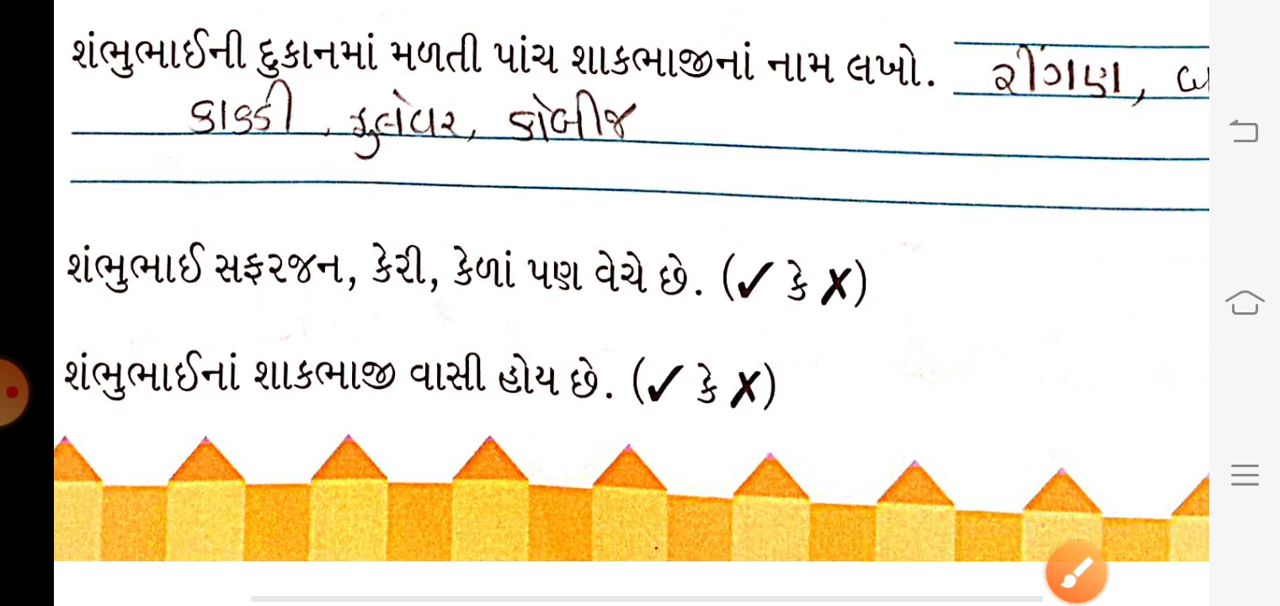 શંભુભાઈની દુકાનમાં મળતી પાંચ શાકભાજીનાં નામ લખો. રીંગણ,
કાકડી, ફુલેવર, કોબીજ
શંભુભાઈ સફરજન, કેરી, કેળાં પણ વેચે છે. (✓ કે ✗)
શંભુભાઈનાં શાકભાજી વાસી હોય છે. (✓ કે ✗)